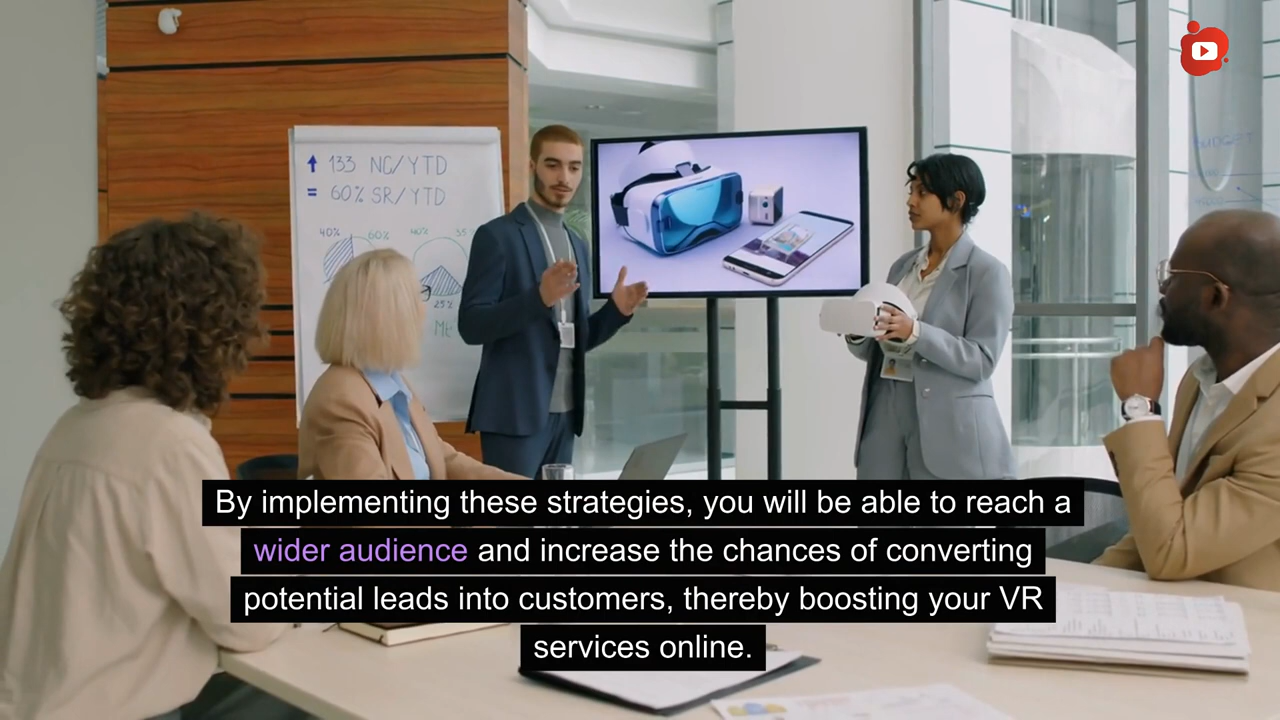 133 NC/YTD
= 60% SR/YTD
40% 60% 40%
25%
BUDGET
By implementing these strategies, you will be able to reach a
wider audience and increase the chances of converting
potential leads into customers, thereby boosting your VR
services online.